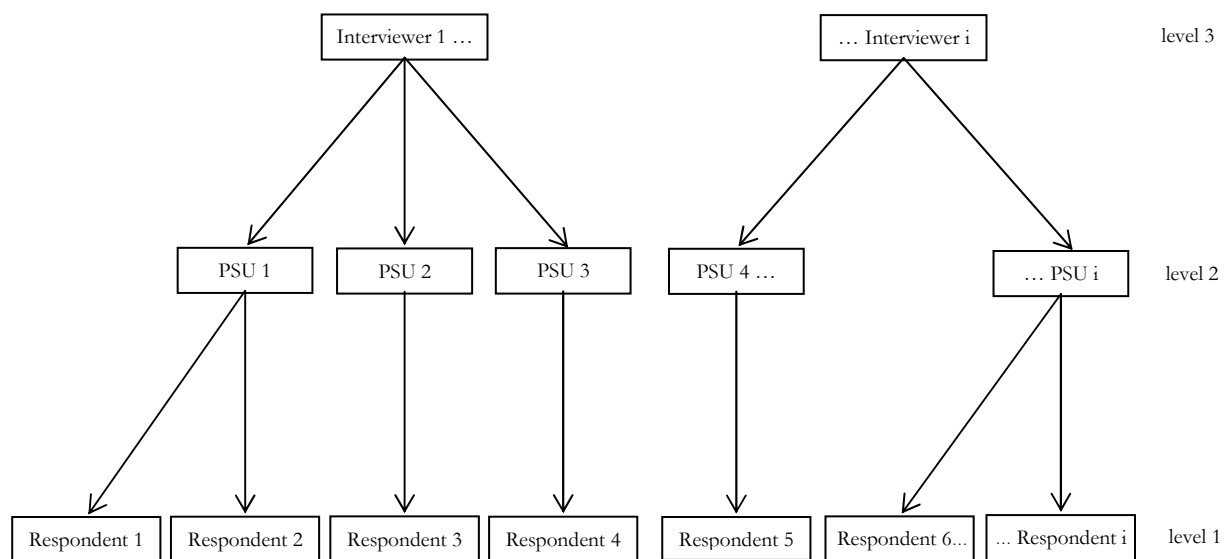 Interviewer 1 …
… Interviewer i
level 3
PSU 1
PSU 2
PSU 3
PSU 4 …
… PSU i
level 2
Respondent 1
Respondent 2
Respondent 3
Respondent 4
Respondent 5
Respondent 6...
... Respondent i
level 1